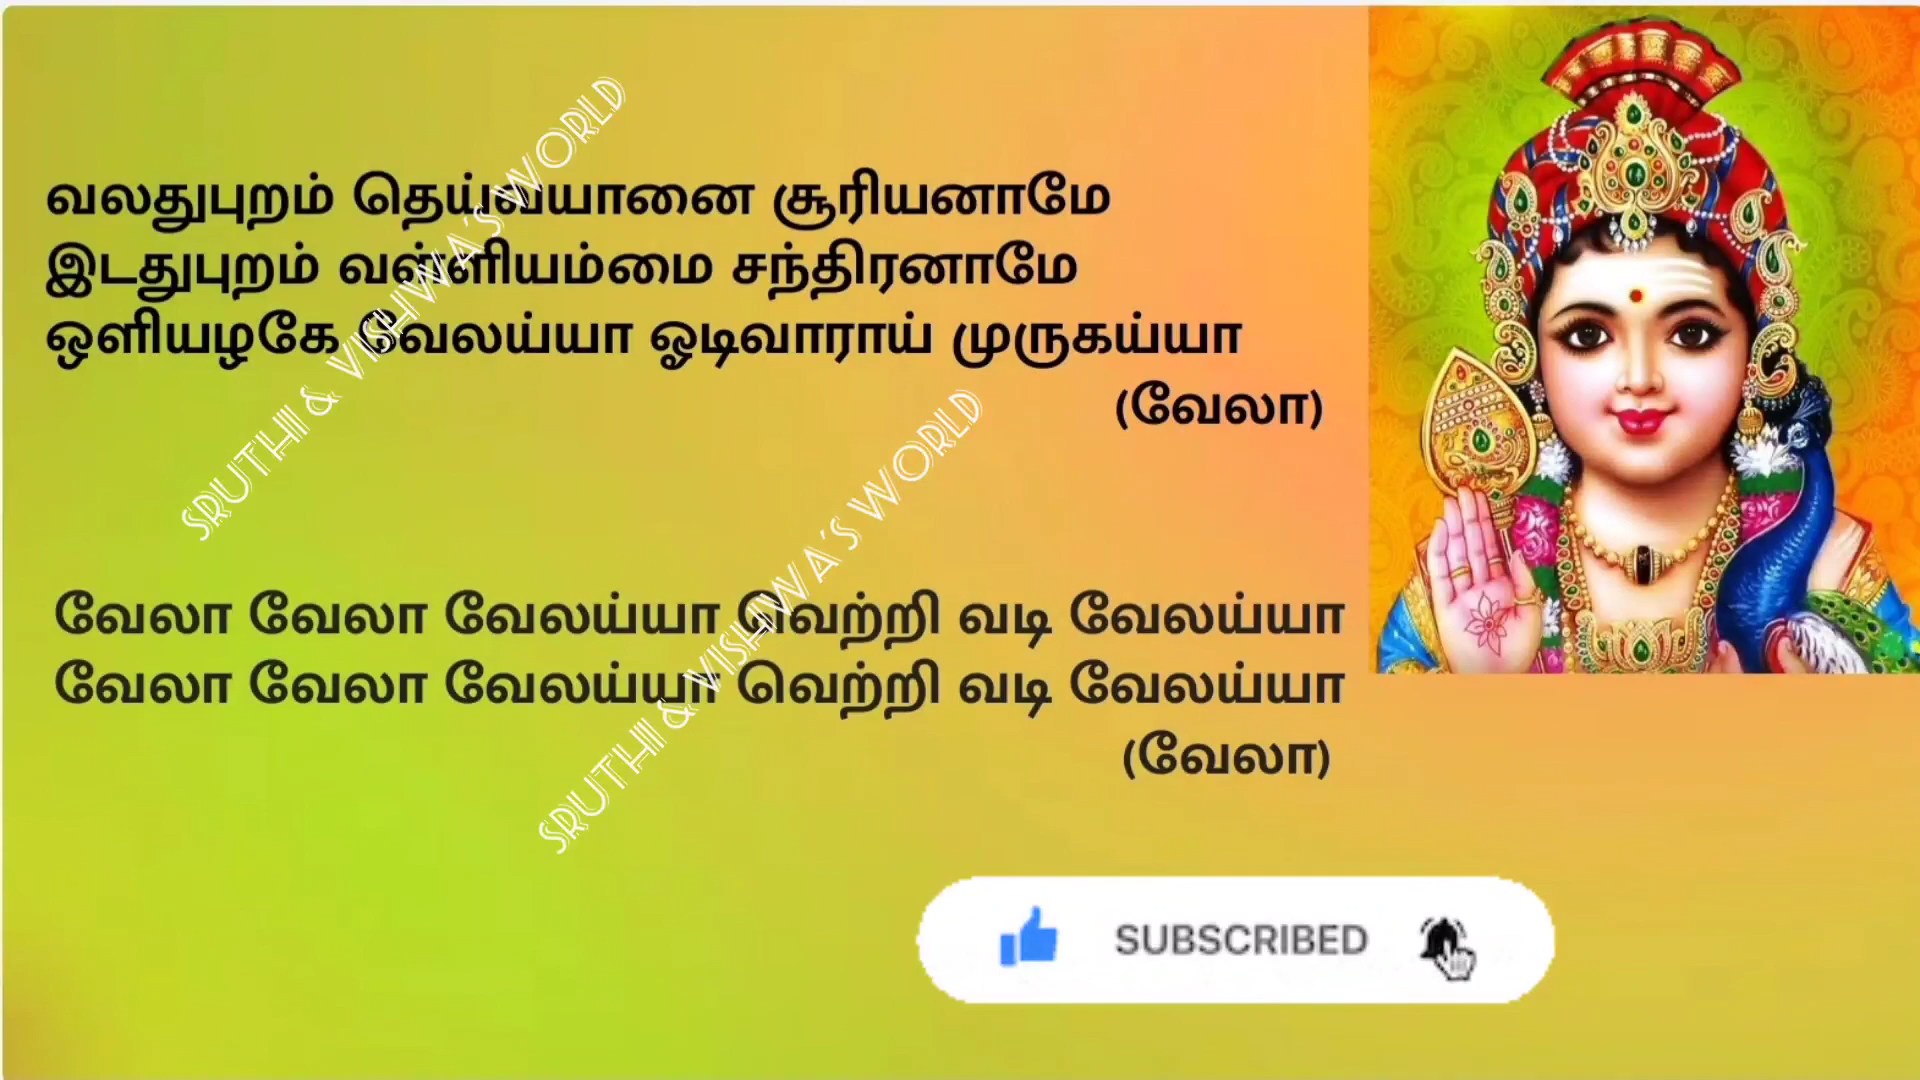 வலதுபுறம் தெய்வயானை சூரியனாமே
இடதுபுறம் வள்ளியம்மை சந்திரனாமே
ஒளியழகே வேலய்யா ஓடிவாராய் முருகய்யா
(வேலா)
SRUTHI & VISHWA'S WORLD
வேலா வேலா வேலய்யா வெற்றி வடி வேலய்யா
வேலா வேலா வேலய்யா வெற்றி வடி வேலய்யா
(வேலா)
SRUTHI & VISHWA'S WORLD
SUBSCRIBED